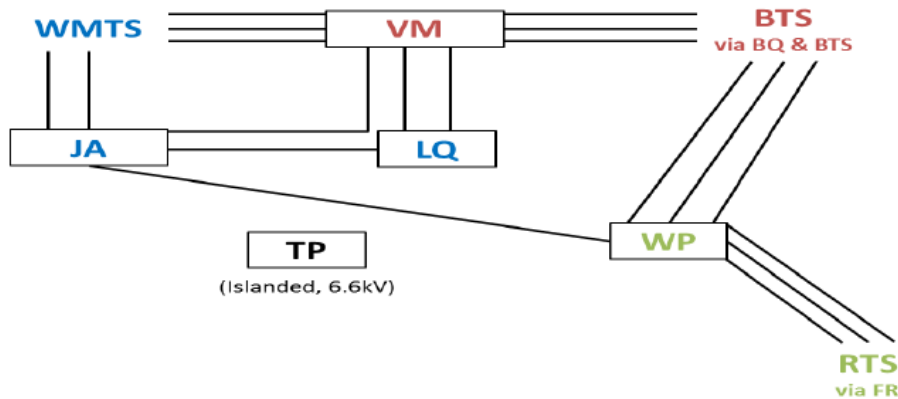 WMTS
VM
BTS
via BQ & BTS
JA
LQ
WP
TP
(Islanded, 6.6kV)
RTS
via FR